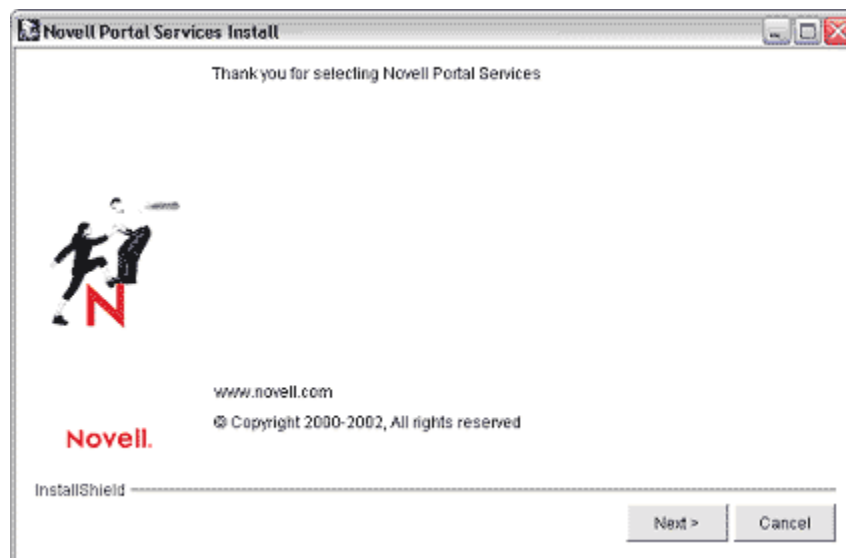 Novell Portal Services Install
Thank you for selecting Novell Portal Services
N
www.novell.com
© Copyright 2000-2002, All rights reserved
Novell.
InstallShield
Next >
Cancel